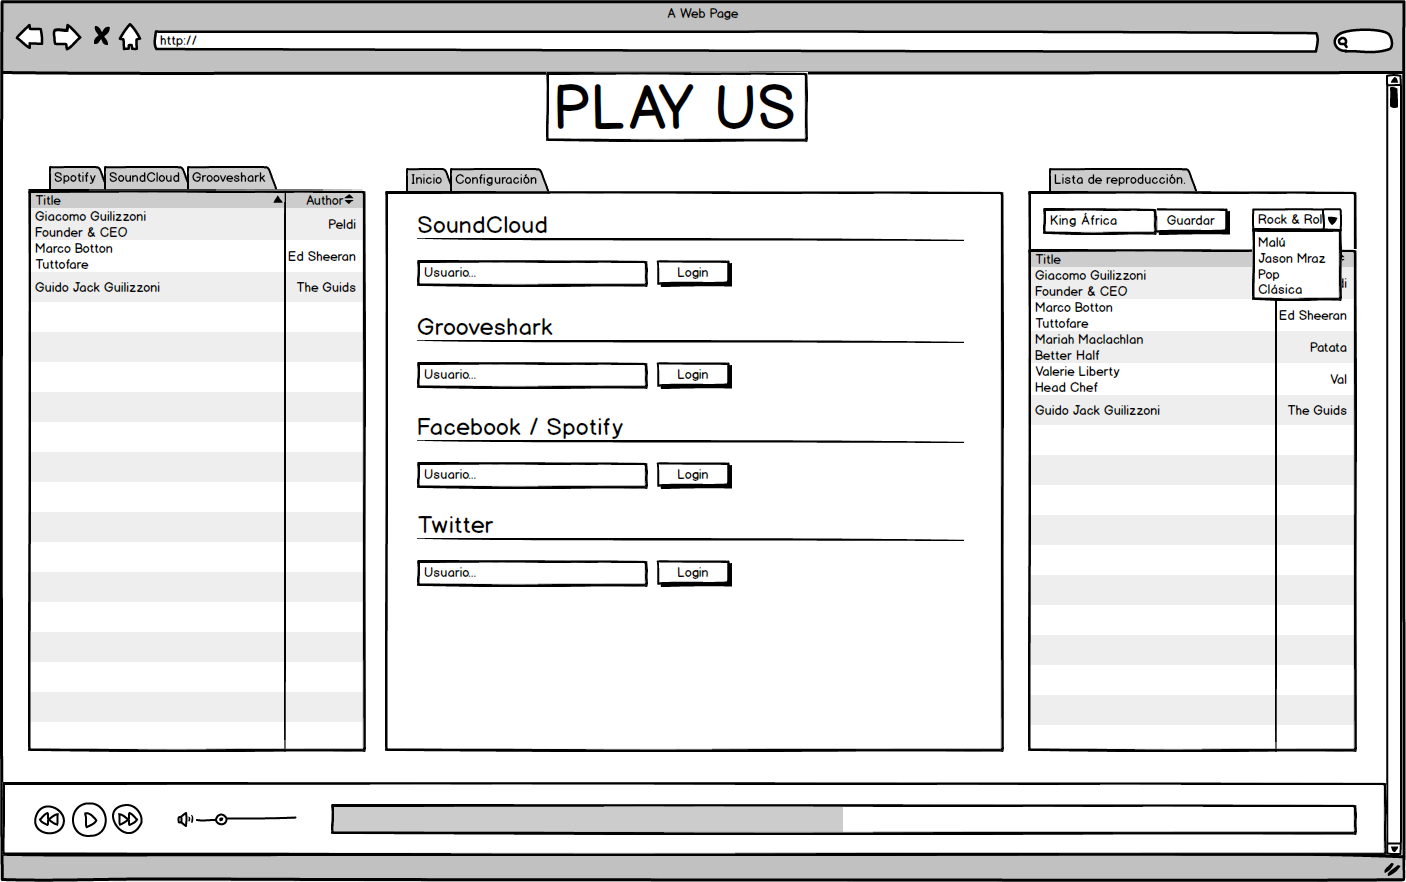 A Web Page
http://
PLAY US
Spotify
SoundCloud
Grooveshark
Title
Author
Giacomo Guilizzoni
Founder & CEO
Peldi
Marco Botton
Tuttofare
Ed Sheeran
Guido Jack Guilizzoni
The Guids
Inicio
Configuración
SoundCloud
Usuario...
Login
Grooveshark
Usuario...
Login
Facebook / Spotify
Usuario...
Login
Twitter
Usuario...
Login
Lista de reproducción.
King África
Guardar
Rock & Rol
Malú
Jason Mraz
Pop
Clásica
Title
Giacomo Guilizzoni
Founder & CEO
di
Marco Botton
Tuttofare
Ed Sheeran
Mariah Maclachlan
Better Half
Patata
Valerie Liberty
Head Chef
Val
Guido Jack Guilizzoni
The Guids